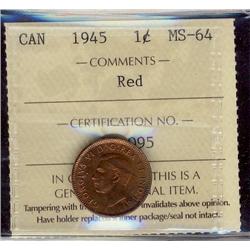 CAN 1945 1¢ MS-64
COMMENTS
Red
CERTIFICATION NO.
095
IN THIS IS A
GEN AL ITEM.
Tampering with invalidates above opinion.
Have holder replac inner package/seal not intact.